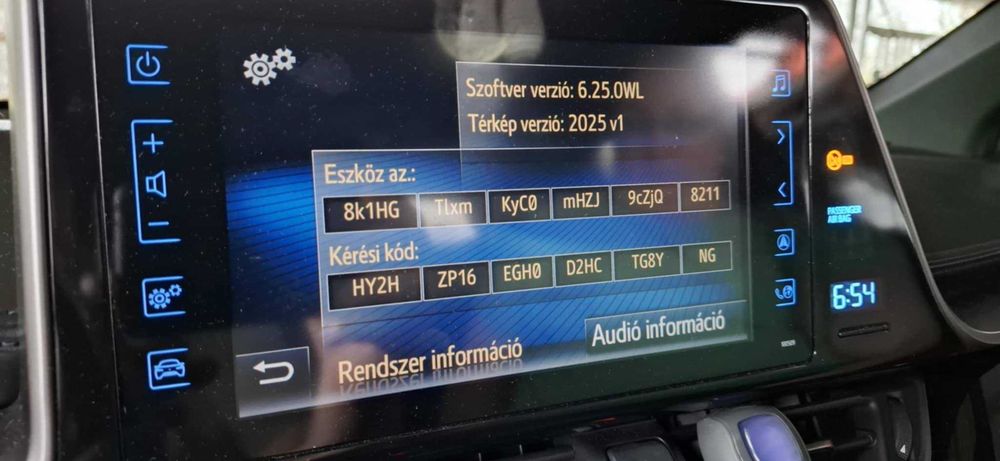 Szoftver verzió: 6.25.0WL
Térkép verzió: 2025 v1
Eszköz az.:
8k1HG Tlxm KyC0 mHZJ 9cZjQ 8211
Kérési kód:
HY2H ZP16 EGH0 D2HC TG8Y NG
Audió információ
Rendszer információ
PASSENGER
AIR BAG
6:54